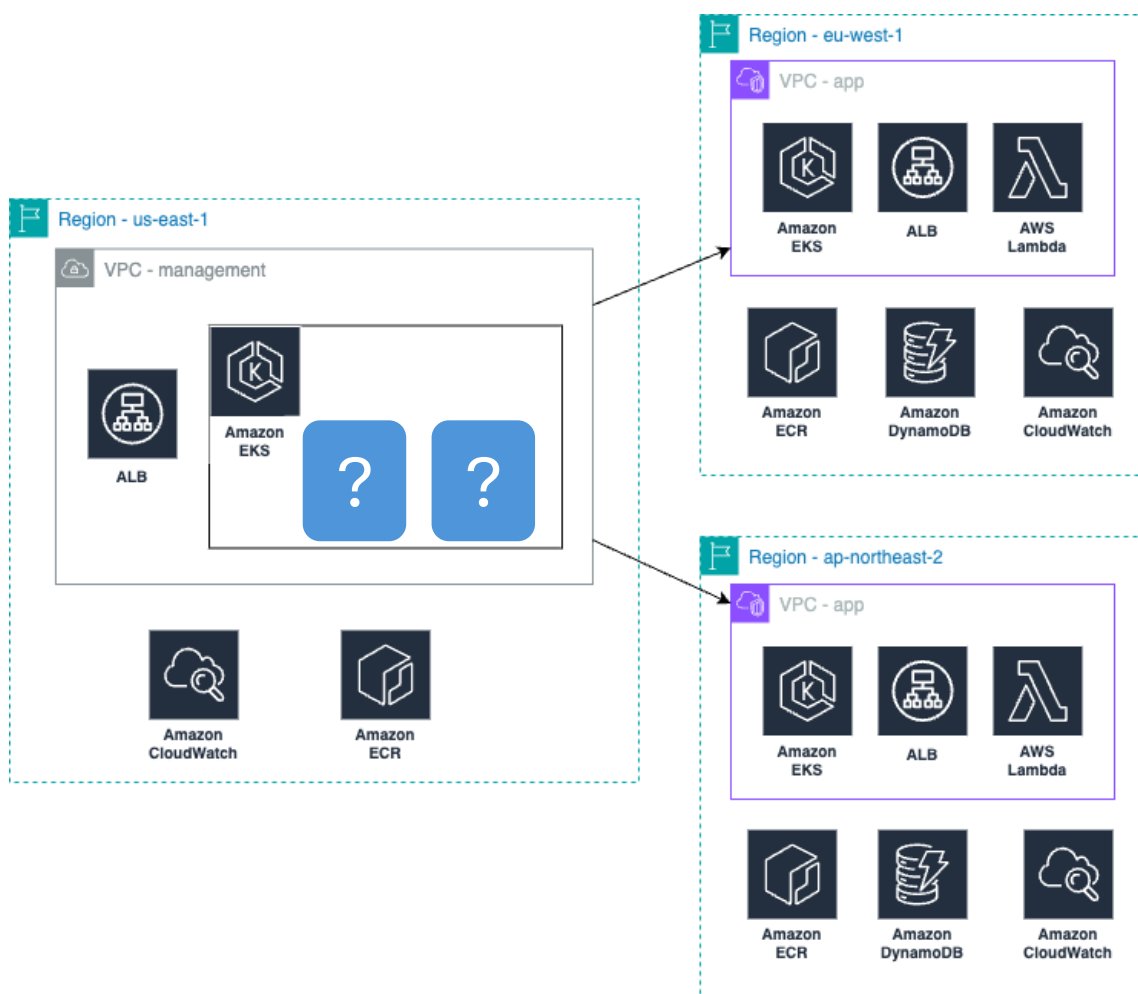 Region - eu-west-1
VPC - app
Amazon
EKS
ALB
AWS
Lambda
Amazon
ECR
Amazon
DynamoDB
Amazon
CloudWatch
Region - us-east-1
VPC - management
ALB
K
Amazon
EKS
?
?
Amazon
CloudWatch
Amazon
ECR
Region - ap-northeast-2
VPC - app
K
Amazon
EKS
ALB
AWS
Lambda
Amazon
ECR
Amazon
DynamoDB
Amazon
CloudWatch